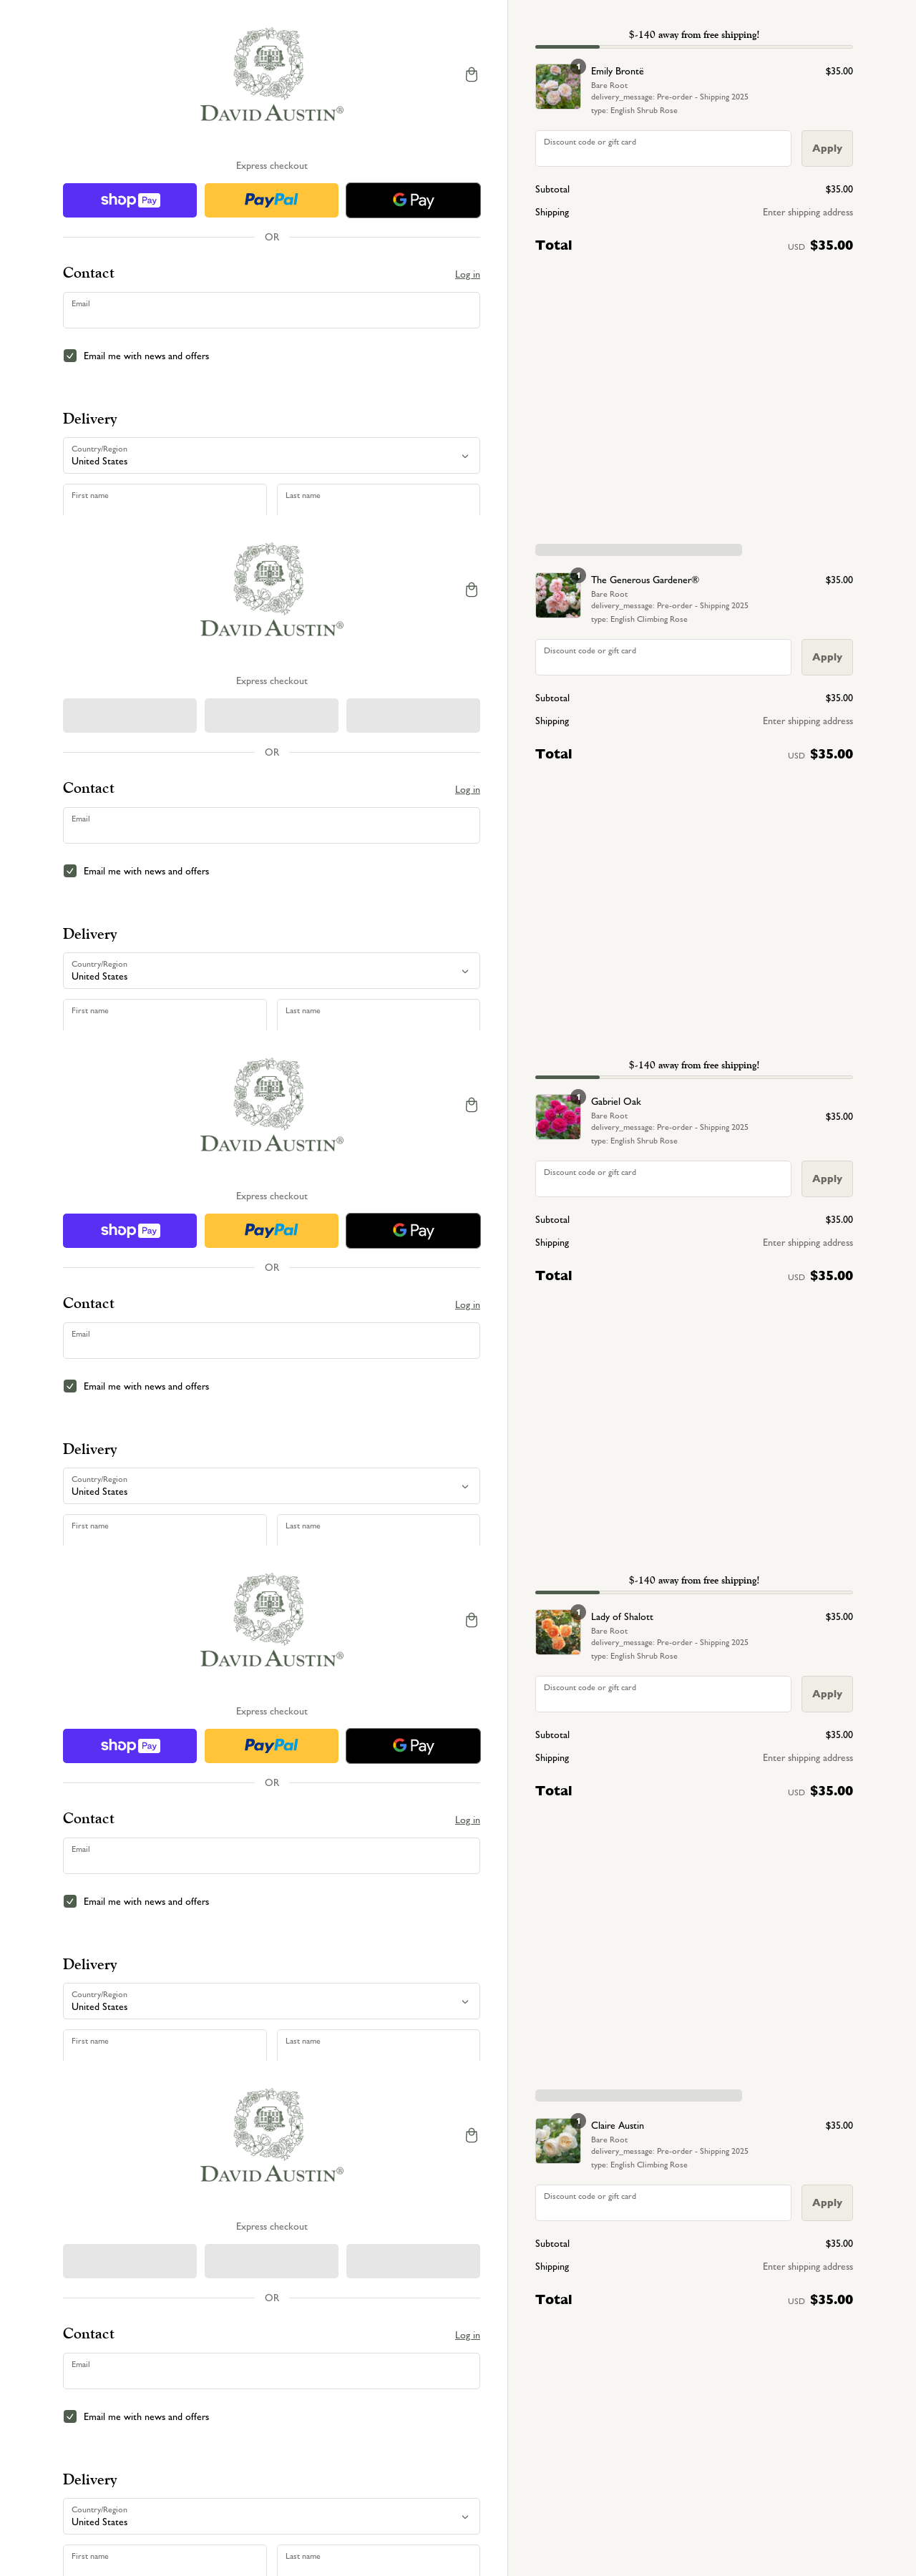 DAVID AUSTIN®
Express checkout
shop Pay
PayPal
G Pay
OR
Contact
Log in
Email
Email me with news and offers
Delivery
Country/Region
United States
First name
Last name
$-140 away from free shipping!
1
Emily Brontë
$35.00
Bare Root
delivery_message: Pre-order - Shipping 2025
type: English Shrub Rose
Discount code or gift card
Apply
Subtotal
$35.00
Shipping
Enter shipping address
Total
USD $35.00
DAVID AUSTIN®
Express checkout
OR
Contact
Log in
Email
Email me with news and offers
Delivery
Country/Region
United States
First name
Last name
1
The Generous Gardener®
$35.00
Bare Root
delivery_message: Pre-order - Shipping 2025
type: English Climbing Rose
Discount code or gift card
Apply
Subtotal
$35.00
Shipping
Enter shipping address
Total
USD $35.00
DAVID AUSTIN®
Express checkout
shop Pay
PayPal
G Pay
OR
Contact
Log in
Email
Email me with news and offers
Delivery
Country/Region
United States
First name
Last name
$-140 away from free shipping!
1
Gabriel Oak
Bare Root
$35.00
delivery_message: Pre-order - Shipping 2025
type: English Shrub Rose
Discount code or gift card
Apply
Subtotal
$35.00
Shipping
Enter shipping address
Total
USD $35.00
DAVID AUSTIN®
Express checkout
shop Pay
PayPal
G Pay
OR
Contact
Log in
Email
Email me with news and offers
Delivery
Country/Region
United States
First name
Last name
$-140 away from free shipping!
1
Lady of Shalott
$35.00
Bare Root
delivery_message: Pre-order - Shipping 2025
type: English Shrub Rose
Discount code or gift card
Apply
Subtotal
$35.00
Shipping
Enter shipping address
Total
USD $35.00
DAVID AUSTIN®
Express checkout
OR
Contact
Log in
Email
Email me with news and offers
Delivery
Country/Region
United States
First name
Last name
1
Claire Austin
$35.00
Bare Root
delivery_message: Pre-order - Shipping 2025
type: English Climbing Rose
Discount code or gift card
Apply
Subtotal
$35.00
Shipping
Enter shipping address
Total
USD $35.00